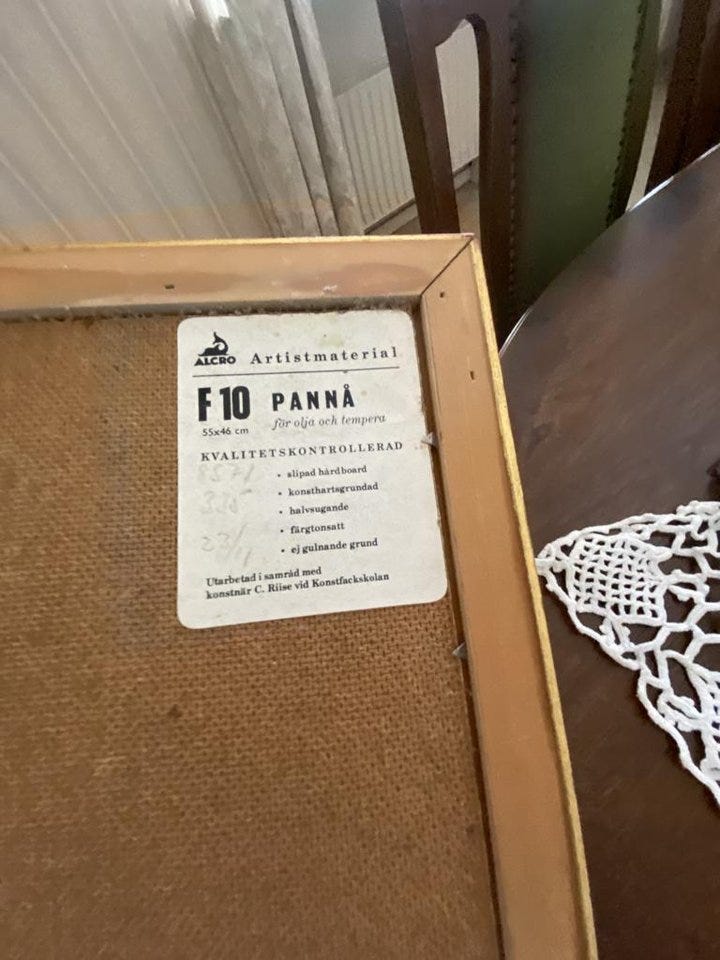 ALCRO Artistmaterial
F 10 PANNÅ
55x46 cm för olja och tempera
KVALITETSKONTROLLERAD
• slipad hårdboard
• konsthartsgrundad
• halvsugande
• färgtonsatt
• ej gulnande grund
Utarbetad i samråd med
konstnär C. Riise vid Konstfackskolan